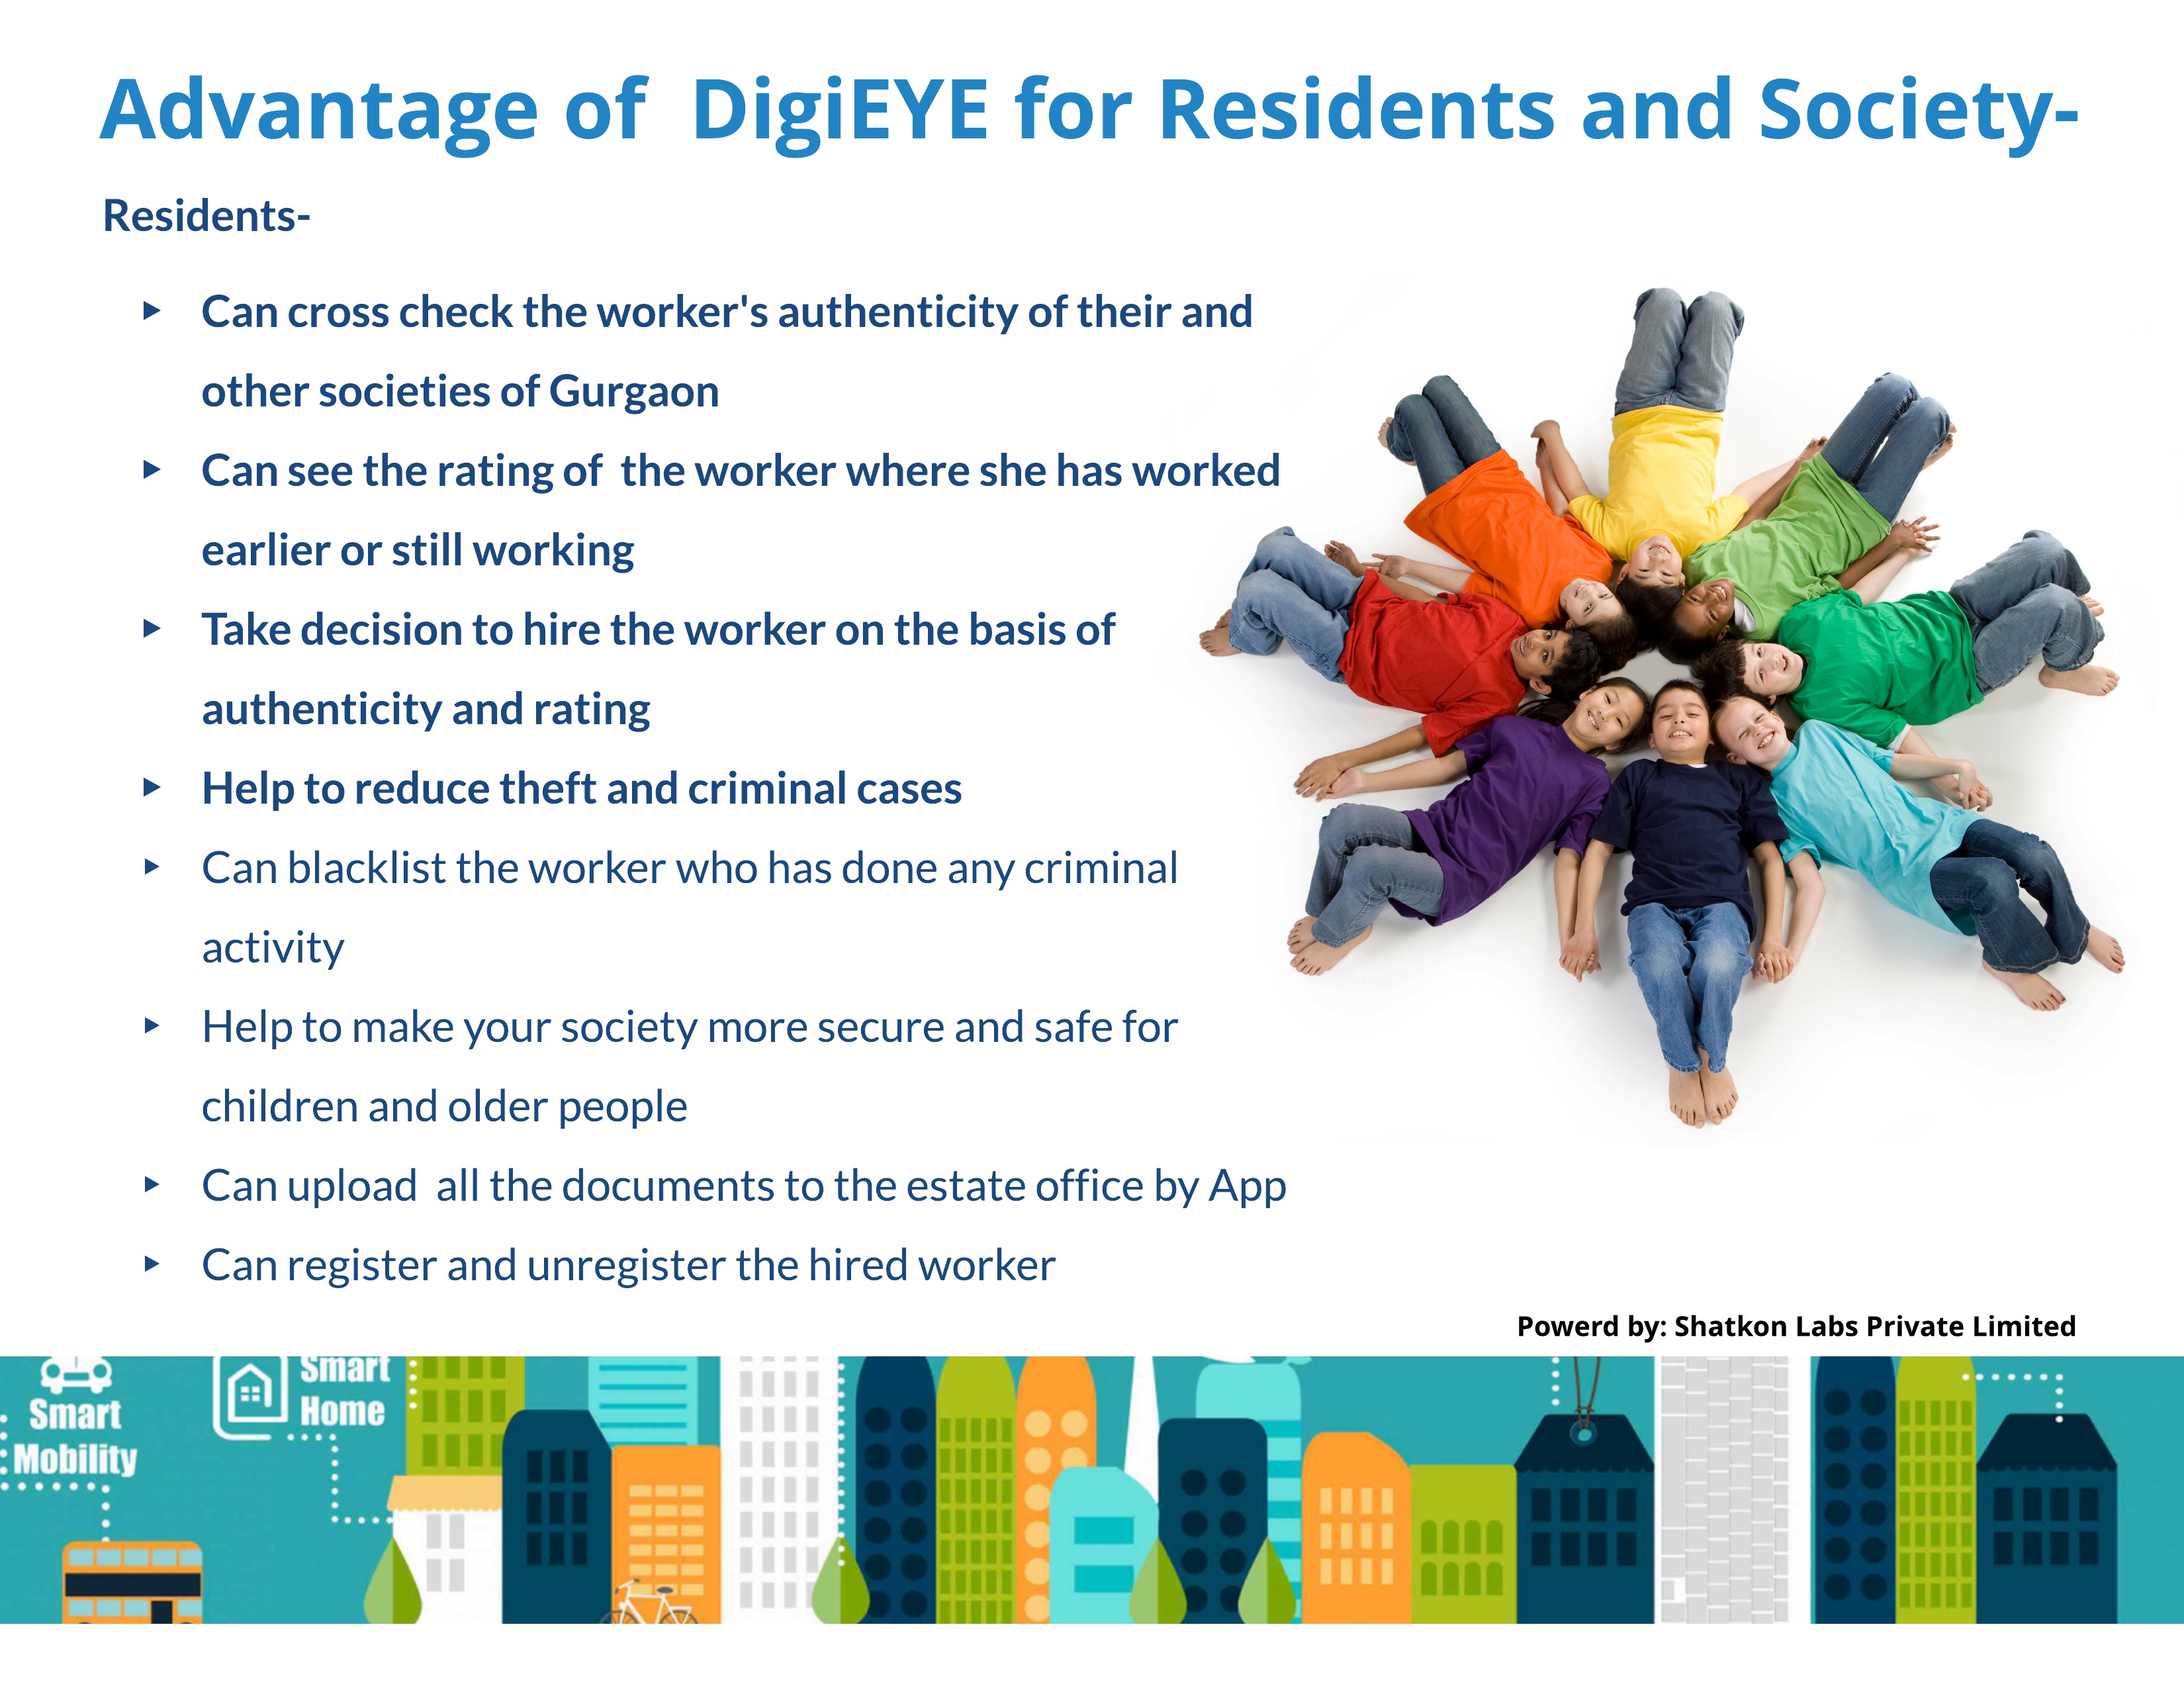 Advantage of  DigiEYE for Residents and Society-
Residents-
▸ Can cross check the worker's authenticity of their and
other societies of Gurgaon
▸ Can see the rating of  the worker where she has worked
earlier or still working
▸ Take decision to hire the worker on the basis of
authenticity and rating
▸ Help to reduce theft and criminal cases
▸ Can blacklist the worker who has done any criminal
activity
▸ Help to make your society more secure and safe for
children and older people
▸ Can upload  all the documents to the estate office by App
▸ Can register and unregister the hired worker
Powerd by: Shatkon Labs Private Limited
Smart
Mobility
Smart
Home